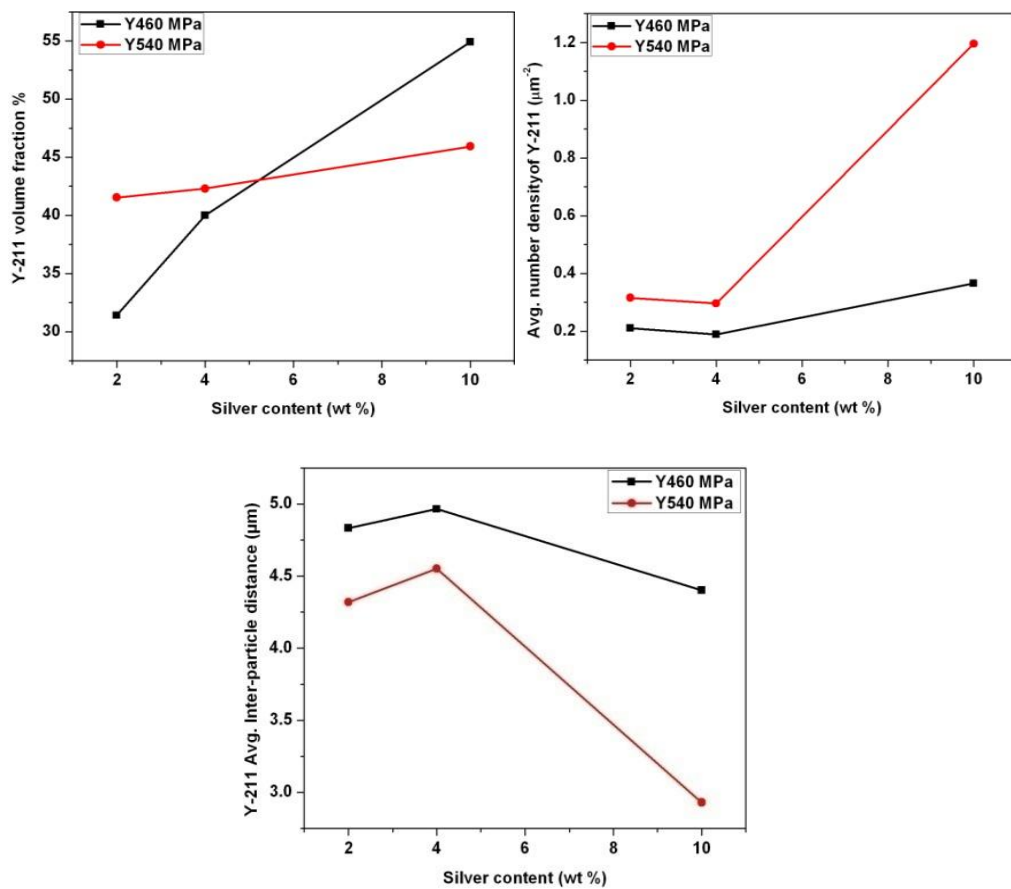 Y460 MPa
Y540 MPa
Y-211 volume fraction %
55
50
45
40
35
30
2 4 6 8 10
Silver content (wt %)
Y460 MPa
Y540 MPa
Avg. number densityof Y-211 (μm⁻²)
1.2
1.0
0.8
0.6
0.4
0.2
2 4 6 8 10
Silver content (wt %)
Y460 MPa
Y540 MPa
Y-211 Avg. Inter-particle distance (μm)
5.0
4.5
4.0
3.5
3.0
2 4 6 8 10
Silver content (wt %)